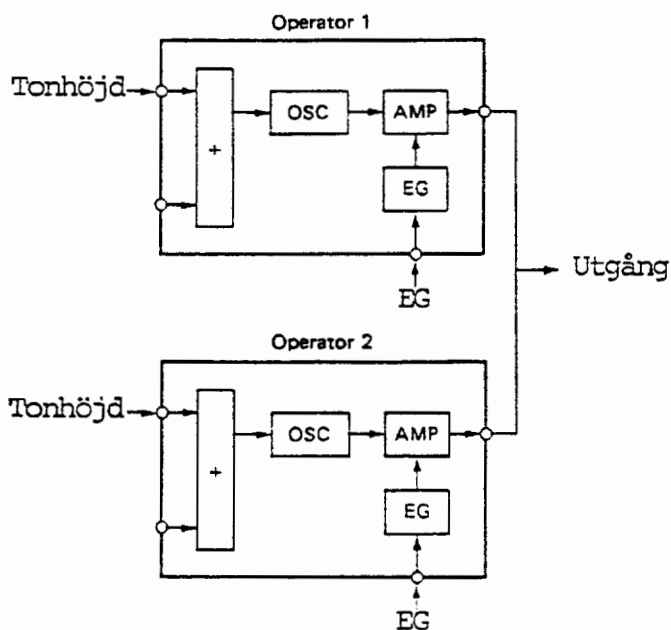 Operator 1
Tonhöjd
+
OSC
AMP
EG
EG
Utgång
Operator 2
Tonhöjd
+
OSC
AMP
EG
EG